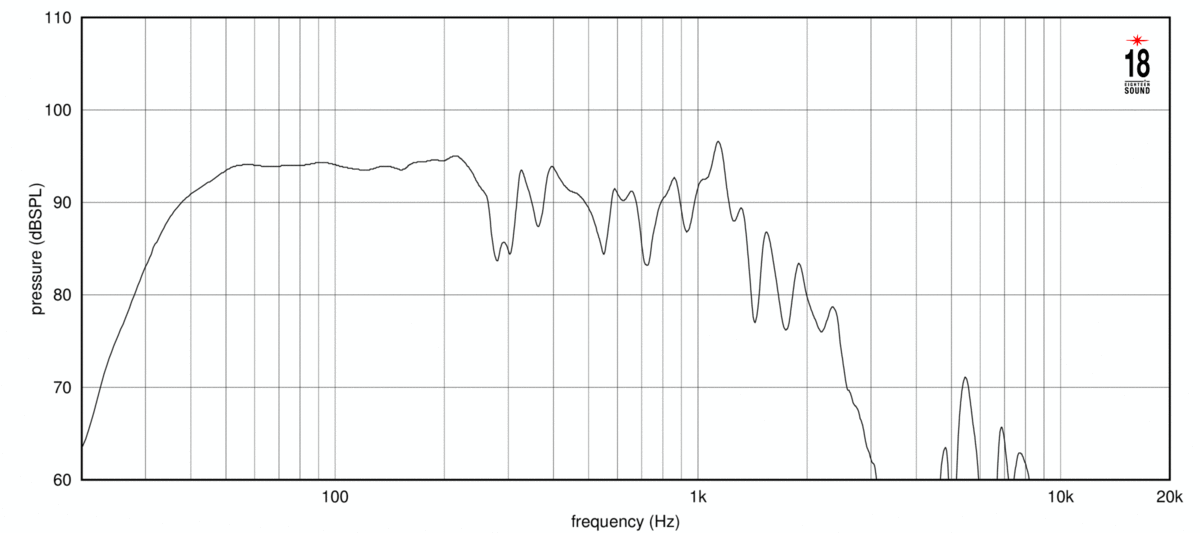 110
100
90
80
70
60
pressure (dBSPL)
100
1k
10k
20k
frequency (Hz)
18
EIGHTEEN
SOUND